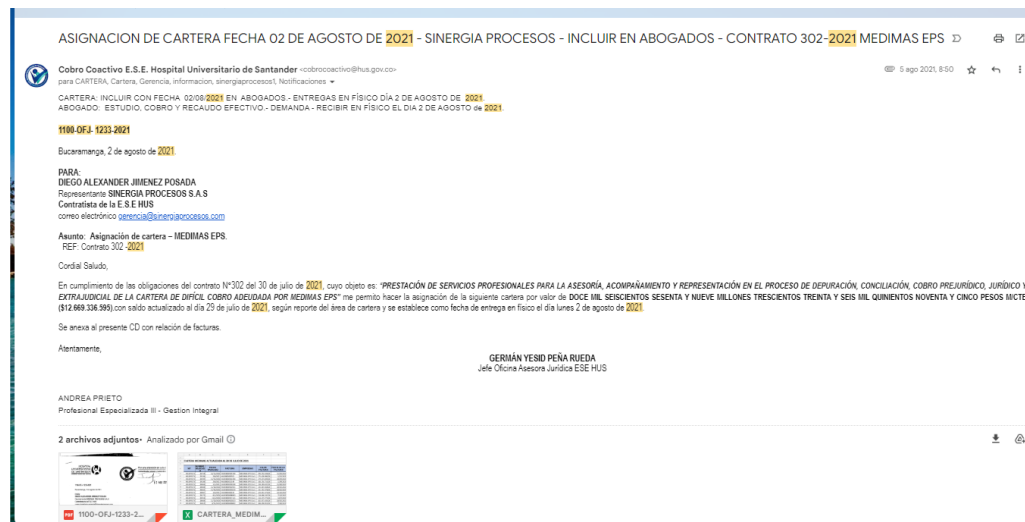 ASIGNACION DE CARTERA FECHA 02 DE AGOSTO DE 2021 - SINERGIA PROCESOS - INCLUIR EN ABOGADOS - CONTRATO 302-2021 MEDIMAS EPS
Cobro Coactivo E.S.E. Hospital Universitario de Santander <cobrocoactivo@hus.gov.co>
5 ago 2021, 8:50
para CARTERA, Cartera, Gerencia, informacion, sinergiaprocesos1, Notificaciones
CARTERA: INCLUIR CON FECHA 02/08/2021 EN ABOGADOS.- ENTREGAS EN FÍSICO DÍA 2 DE AGOSTO DE 2021.
ABOGADO: ESTUDIO, COBRO Y RECAUDO EFECTIVO.- DEMANDA - RECIBIR EN FÍSICO EL DIA 2 DE AGOSTO de 2021.
1100-OFJ- 1233-2021
Bucaramanga, 2 de agosto de 2021.
PARA:
DIEGO ALEXANDER JIMENEZ POSADA
Representante SINERGIA PROCESOS S.A.S
Contratista de la E.S.E HUS
correo electrónico gerencia@sinergiaprocesos.com
Asunto: Asignación de cartera – MEDIMAS EPS.
REF: Contrato 302 -2021
Cordial Saludo,
En cumplimiento de las obligaciones del contrato N°302 del 30 de julio de 2021, cuyo objeto es: "PRESTACIÓN DE SERVICIOS PROFESIONALES PARA LA ASESORÍA, ACOMPAÑAMIENTO Y REPRESENTACIÓN EN EL PROCESO DE DEPURACIÓN, CONCILIACIÓN, COBRO PREJURÍDICO, JURÍDICO Y
EXTRAJUDICIAL DE LA CARTERA DE DIFÍCIL COBRO ADEUDADA POR MEDIMAS EPS" me permito hacer la asignación de la siguiente cartera por valor de DOCE MIL SEISCIENTOS SESENTA Y NUEVE MILLONES TRESCIENTOS TREINTA Y SEIS MIL QUINIENTOS NOVENTA Y CINCO PESOS M/CTE
($12.669.336.595).con saldo actualizado al día 29 de julio de 2021, según reporte del área de cartera y se establece como fecha de entrega en físico el día lunes 2 de agosto de 2021.
Se anexa al presente CD con relación de facturas.
Atentamente,
GERMÁN YESID PEÑA RUEDA
Jefe Oficina Asesora Jurídica ESE HUS
ANDREA PRIETO
Profesional Especializada III - Gestion Integral
2 archivos adjuntos • Analizado por Gmail
PDF 1100-OFJ-1233-2...
X CARTERA_MEDIM...